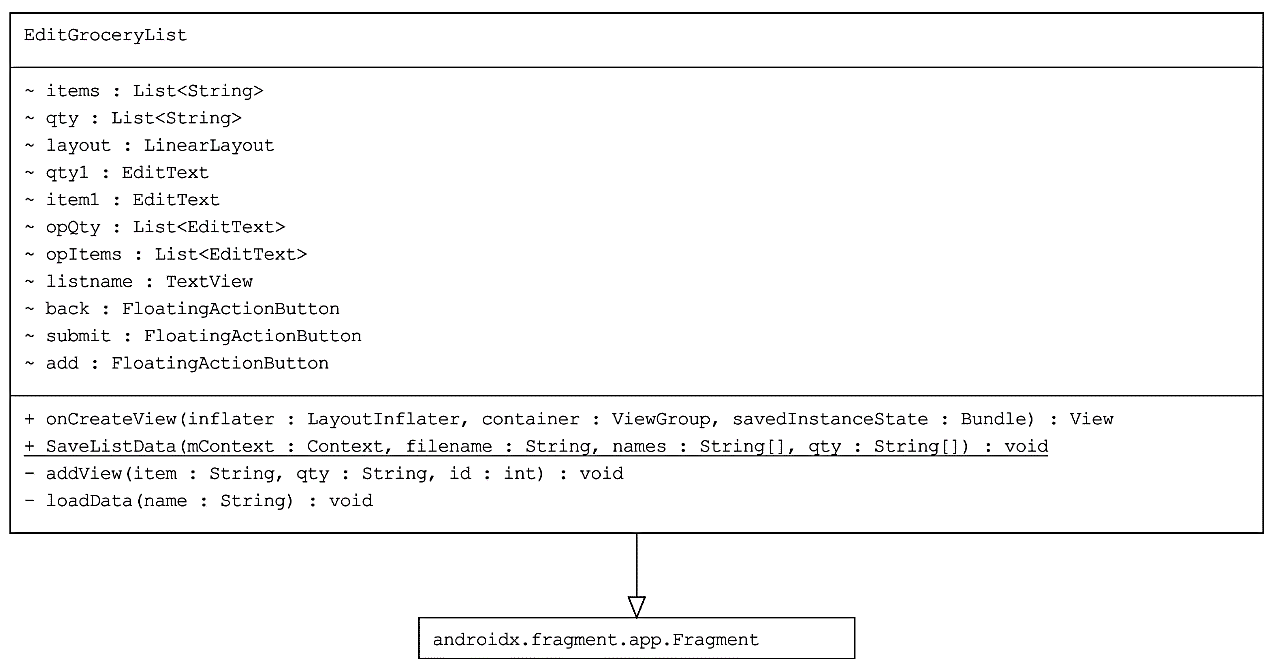 EditGroceryList
~ items : List<String>
~ qty : List<String>
~ layout : LinearLayout
~ qty1 : EditText
~ item1 : EditText
~ opQty : List<EditText>
~ opItems : List<EditText>
~ listname : TextView
~ back : FloatingActionButton
~ submit : FloatingActionButton
~ add : FloatingActionButton
+ onCreateView(inflater : LayoutInflater, container : ViewGroup, savedInstanceState : Bundle) : View
+ SaveListData(mContext : Context, filename : String, names : String[], qty : String[]) : void
- addView(item : String, qty : String, id : int) : void
- loadData(name : String) : void
androidx.fragment.app.Fragment